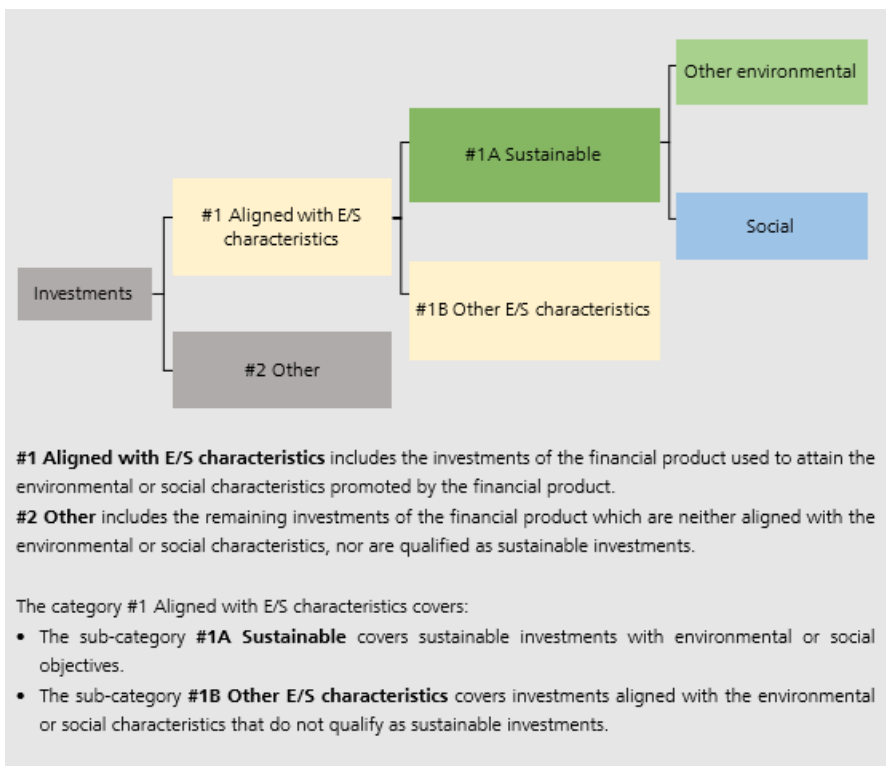 Other environmental
#1A Sustainable
#1 Aligned with E/S
characteristics
Social
Investments
#1B Other E/S characteristics
#2 Other
#1 Aligned with E/S characteristics includes the investments of the financial product used to attain the
environmental or social characteristics promoted by the financial product.
#2 Other includes the remaining investments of the financial product which are neither aligned with the
environmental or social characteristics, nor are qualified as sustainable investments.
The category #1 Aligned with E/S characteristics covers:
• The sub-category #1A Sustainable covers sustainable investments with environmental or social
objectives.
• The sub-category #1B Other E/S characteristics covers investments aligned with the environmental
or social characteristics that do not qualify as sustainable investments.